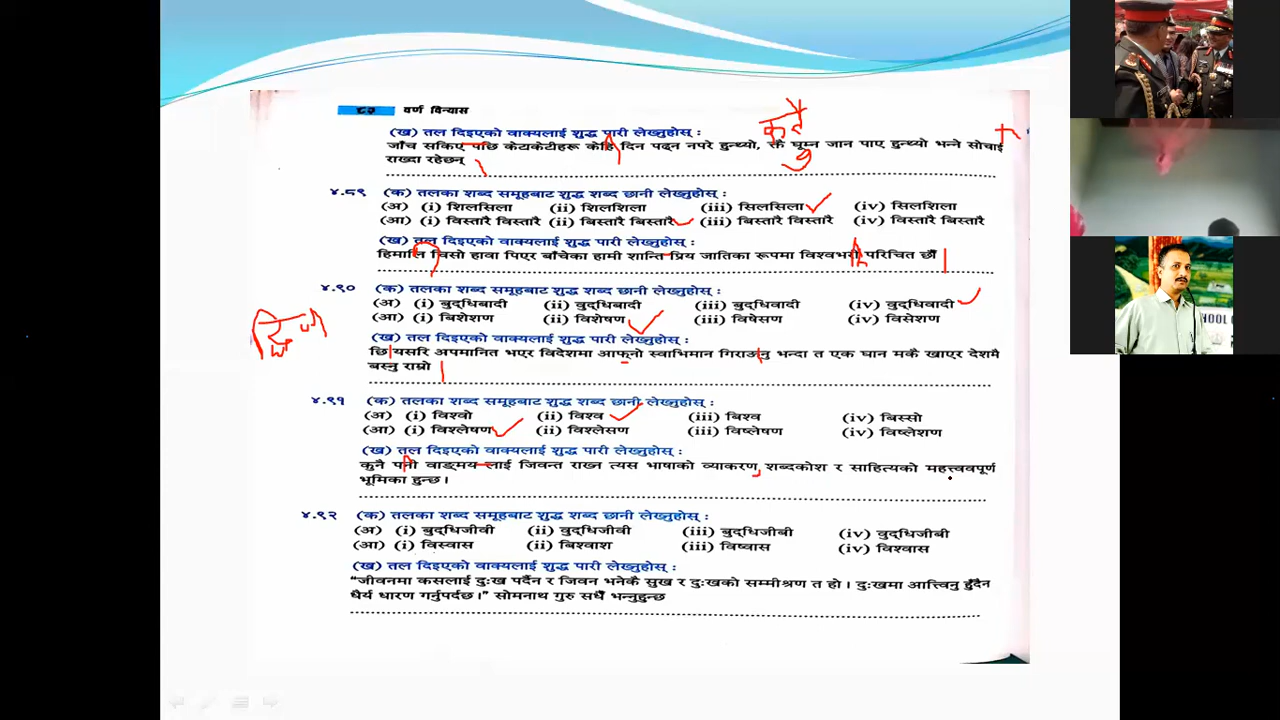 ८२ वर्ण विन्यास
(ख) तल दिइएको वाक्यलाई शुद्ध पारी लेख्नुहोस् :
कतै
जाँच सकिए पछि केटाकेटीहरू केहि दिन पढ्न नपरे हुन्थ्यो, क्तै घूम्न जान पाए हुन्थ्यो भन्ने सोचाई
राख्दा रहेछन्
४.८९ (क) तलका शब्द समूहबाट शुद्ध शब्द छानी लेख्नुहोस् :
(अ) (i) शिलसिला (ii) शिलशिला (iii) सिलसिला (iv) सिलशिला
(आ) (i) विस्तारै विस्तारै (ii) बिस्तारै बिस्तारै (iii) बिस्तारै विस्तारै (iv) विस्तारै बिस्तारै
(ख) तल दिइएको वाक्यलाई शुद्ध पारी लेख्नुहोस् :
हिमालि चिसो हावा पिएर बाँचेका हामी शान्ति प्रिय जातिका रूपमा विश्वभरी परिचित छौँ
४.९० (क) तलका शब्द समूहबाट शुद्ध शब्द छानी लेख्नुहोस् :
(अ) (i) बुद्धिबादी (ii) वुद्धिबादी (iii) बुद्धिवादी (iv) बुद्धिवादी
(आ) (i) बिशेशण (ii) विशेषण (iii) विषेसण (iv) विसेशण
(ख) तल दिइएको वाक्यलाई शुद्ध पारी लेख्नुहोस् :
छि यसरि अपमानित भएर विदेशमा आफ्नो स्वाभिमान गिराउनु भन्दा त एक घान मकै खाएर देशमै
बस्नु राम्रो
४.९१ (क) तलका शब्द समूहबाट शुद्ध शब्द छानी लेख्नुहोस् :
(अ) (i) विश्वो (ii) विश्व (iii) बिश्व (iv) बिस्सो
(आ) (i) विश्लेषण (ii) विश्लेसण (iii) विष्लेषण (iv) विष्लेशण
(ख) तल दिइएको वाक्यलाई शुद्ध पारी लेख्नुहोस् :
कुनै पनी वाङ्मय लाई जिवन्त राख्न त्यस भाषाको व्याकरण, शब्दकोश र साहित्यको महत्त्ववपूर्ण
भूमिका हुन्छ।
४.९२ (क) तलका शब्द समूहबाट शुद्ध शब्द छानी लेख्नुहोस् :
(अ) (i) बुद्धिजीवी (ii) वुद्धिजीवी (iii) बुद्धिजीबी (iv) वुद्धिजीबी
(आ) (i) विस्वास (ii) बिश्वाश (iii) विष्वास (iv) विश्वास
(ख) तल दिइएको वाक्यलाई शुद्ध पारी लेख्नुहोस् :
“जीवनमा कसलाई दुःख पर्दैन र जिवन भनेकै सुख र दुःखको सम्मीश्रण त हो। दुःखमा आत्तिनु हुँदैन
धैर्य धारण गर्नुपर्दछ।” सोमनाथ गुरु सधैँ भन्नुहुन्छ